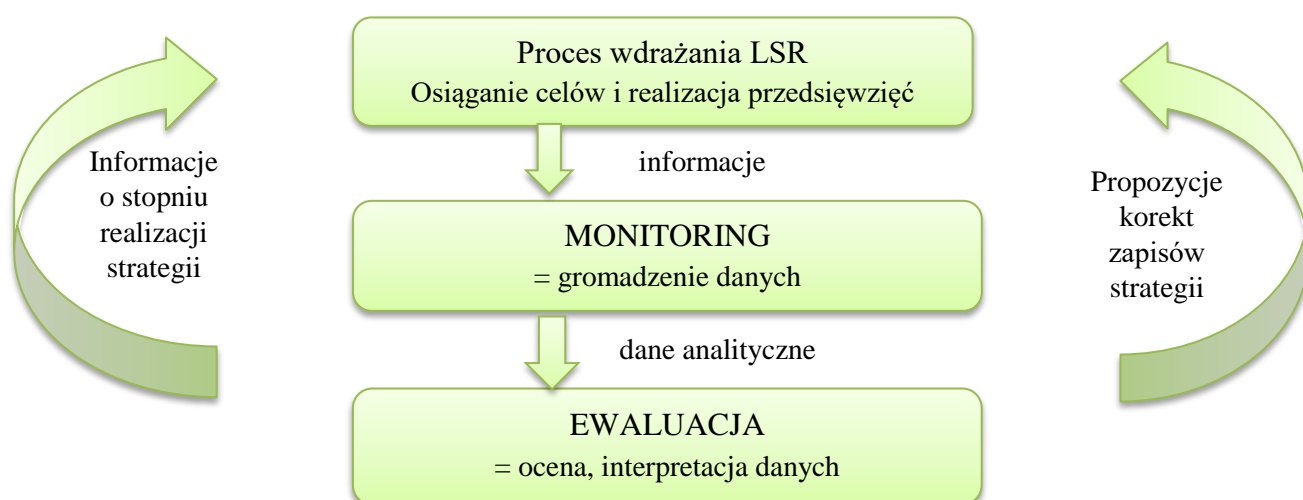 Proces wdrażania LSR
Osiąganie celów i realizacja przedsięwzięć
informacje
Informacje
o stopniu
realizacji
strategii
Propozycje
korekt
zapisów
strategii
MONITORING
= gromadzenie danych
dane analityczne
EWALUACJA
= ocena, interpretacja danych